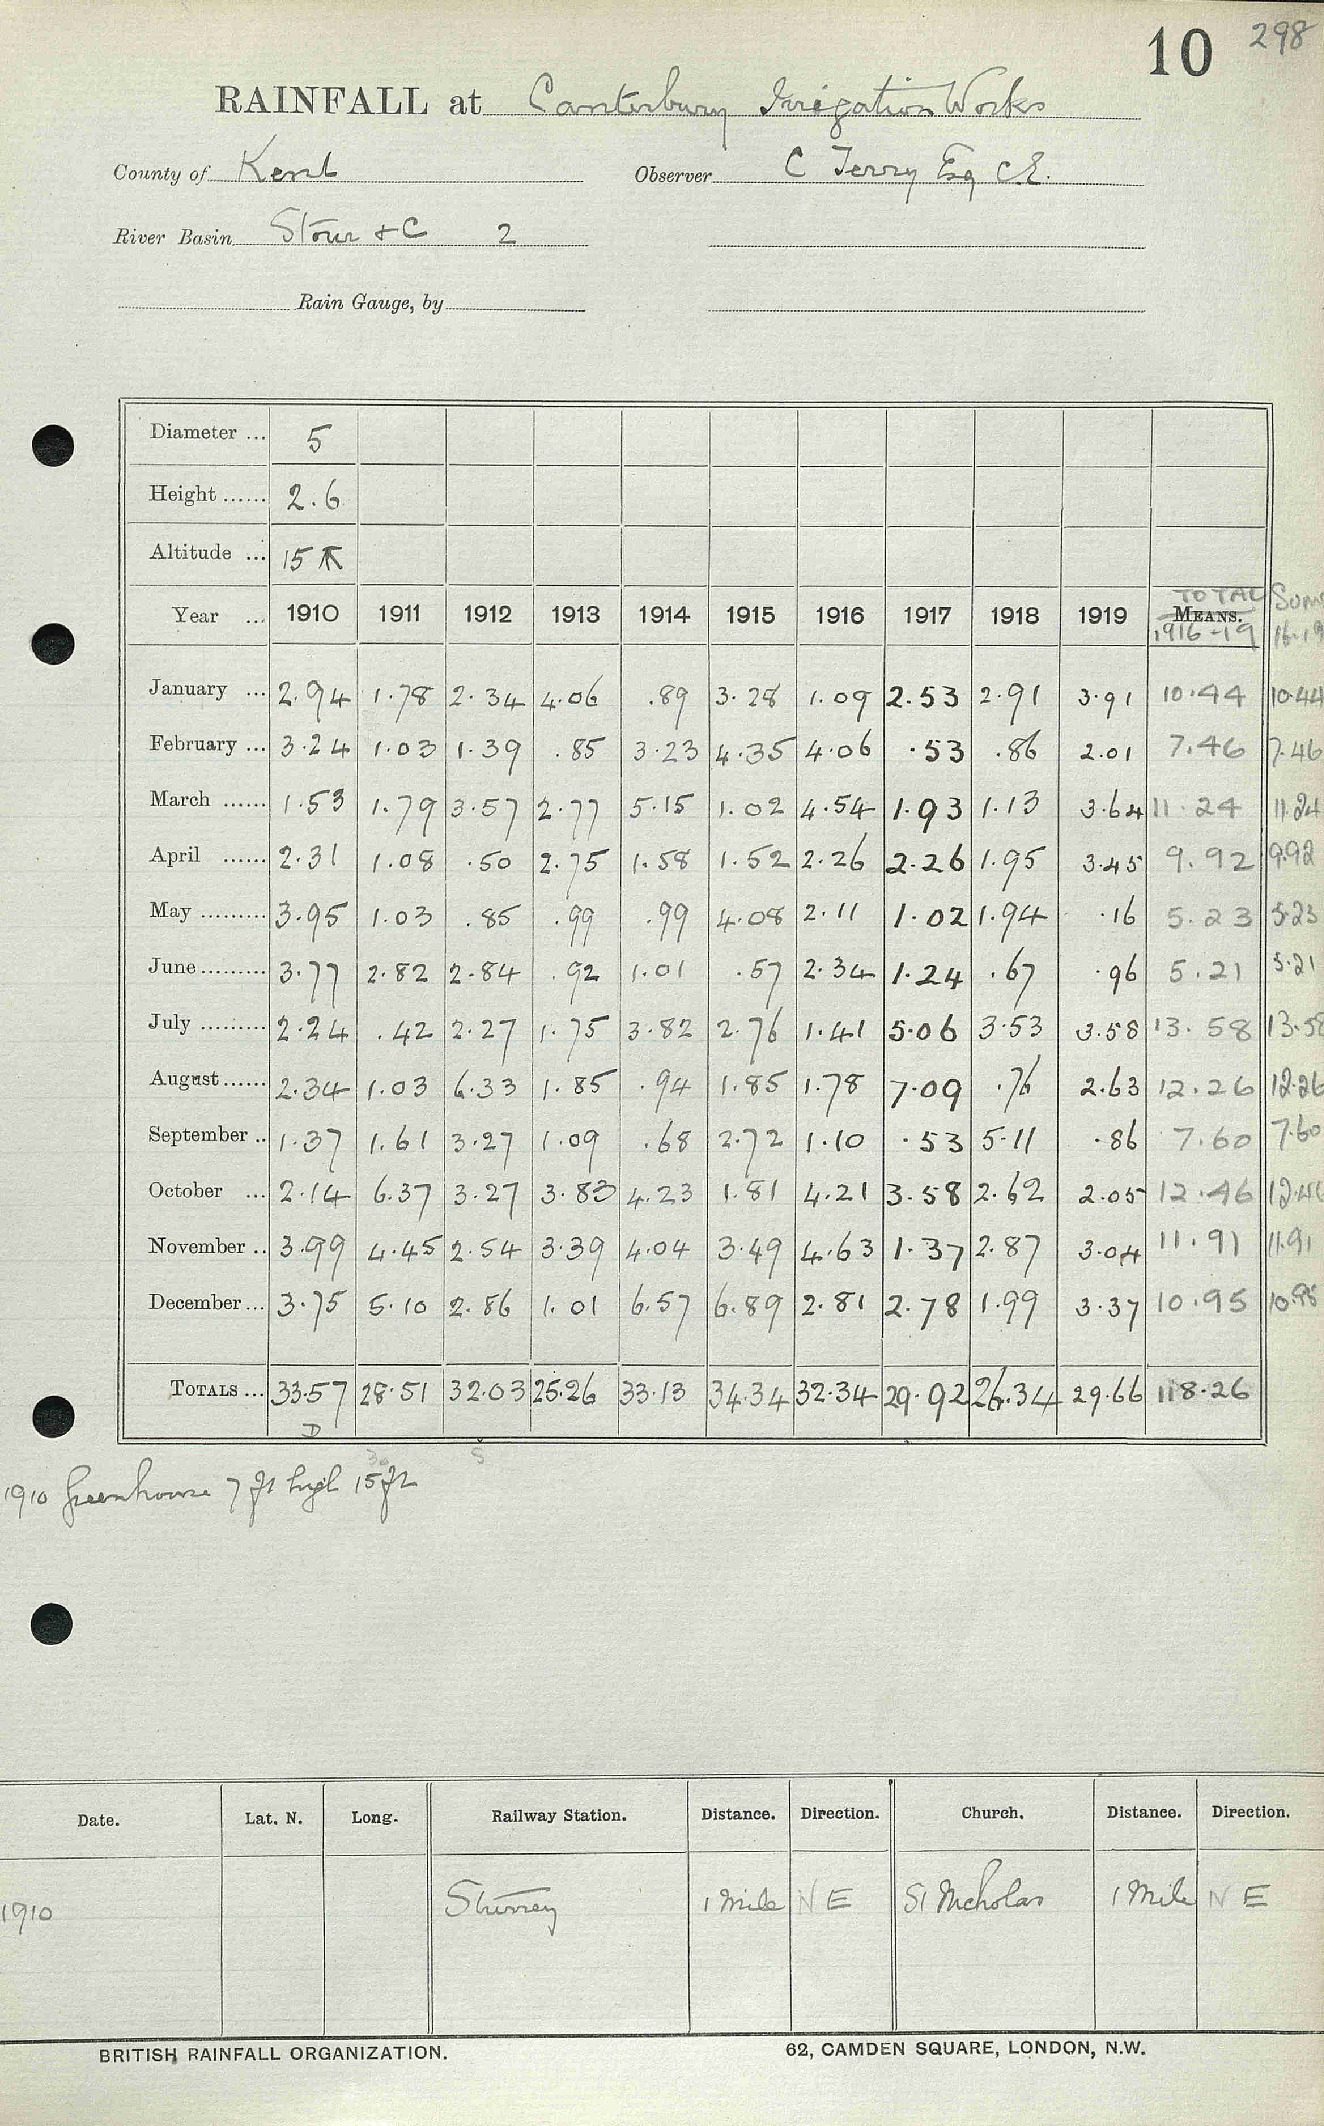 10 298
RAINFALL at Canterbury Irrigation Works
County of Kent Observer C Terry Esq C.E.
River Basin Stour + C 2
Rain Gauge, by
Diameter ... 5
Height ...... 2.6
Altitude ... 15
Year ... 1910 1911 1912 1913 1914 1915 1916 1917 1918 1919 MEANS. TOTAL 1916-19 Sums 16-19
January ... 2.94 1.78 2.34 4.06 .89 3.28 1.09 2.53 2.91 3.91 10.44 10.44
February ... 3.24 1.03 1.39 .85 3.23 4.35 4.06 .53 .86 2.01 7.46 7.46
March ...... 1.53 1.79 3.57 2.77 5.15 1.02 4.54 1.93 1.13 3.64 11.24 11.24
April ...... 2.31 1.08 .50 2.75 1.58 1.52 2.26 2.26 1.95 3.45 9.92 9.92
May ......... 3.95 1.03 .85 .99 .99 4.08 2.11 1.02 1.94 .16 5.23 5.23
June ......... 3.77 2.82 2.84 .92 1.01 .57 2.34 1.24 .67 .96 5.21 5.21
July ......... 2.24 .42 2.27 1.75 3.82 2.76 1.41 5.06 3.53 3.58 13.58 13.58
August ...... 2.34 1.03 6.33 1.85 .94 1.85 1.78 7.09 .76 2.63 12.26 12.26
September .. 1.37 1.61 3.27 1.09 .68 2.72 1.10 .53 5.11 .86 7.60 7.60
October ... 2.14 6.37 3.27 3.83 4.23 1.81 4.21 3.58 2.62 2.05 12.46 12.46
November .. 3.99 4.45 2.54 3.39 4.04 3.49 4.63 1.37 2.87 3.04 11.91 11.91
December ... 3.75 5.10 2.86 1.01 6.57 6.89 2.81 2.78 1.99 3.37 10.95 10.95
TOTALS ... 33.57 28.51 32.03 25.26 33.13 34.34 32.34 29.92 26.34 29.66 118.26
D
1910 Greenhouse 7 ft high 15 ft
Date. Lat. N. Long. Railway Station. Distance. Direction. Church. Distance. Direction.
1910 Sturrey 1 Mile N E St Nicholas 1 Mile N E
BRITISH RAINFALL ORGANIZATION. 62, CAMDEN SQUARE, LONDON, N.W.